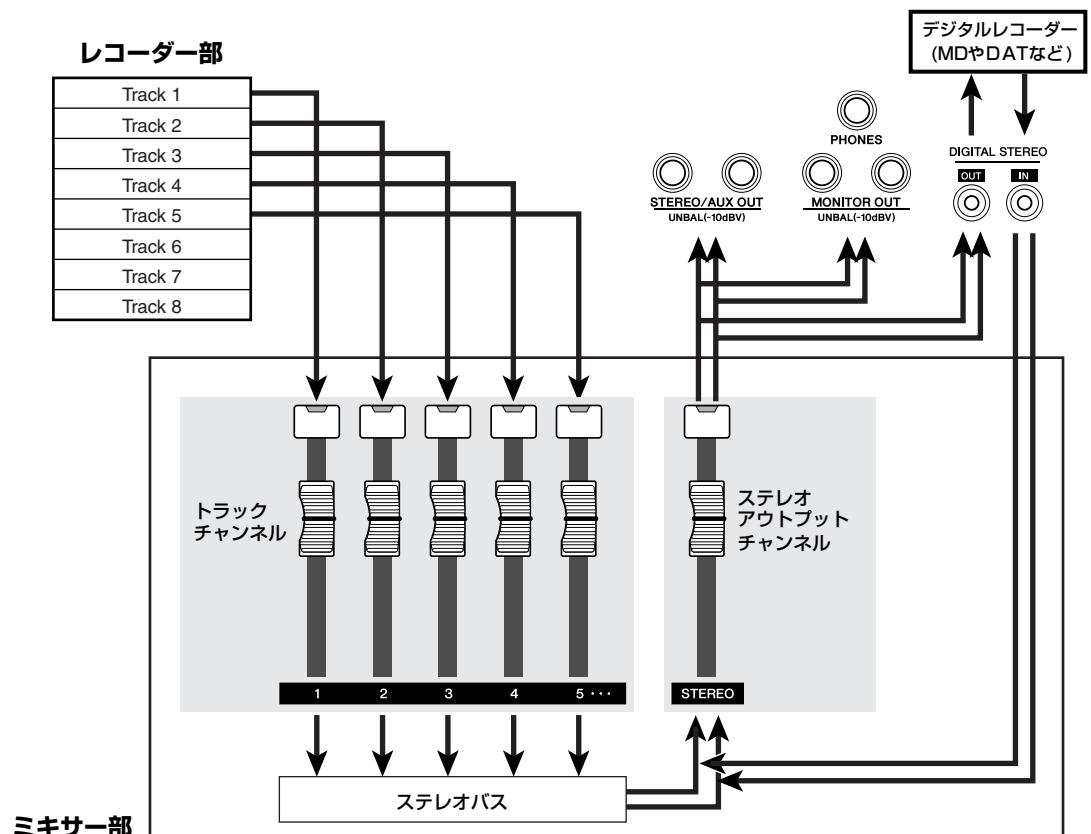 レコーダー部
Track 1
Track 2
Track 3
Track 4
Track 5
Track 6
Track 7
Track 8
デジタルレコーダー
(MDやDATなど)
PHONES
STEREO/AUX OUT
UNBAL(-10dBV)
MONITOR OUT
UNBAL(-10dBV)
DIGITAL STEREO
OUT
IN
トラック
チャンネル
ステレオ
アウトプット
チャンネル
1 2 3 4 5 ･･･
STEREO
ステレオバス
ミキサー部